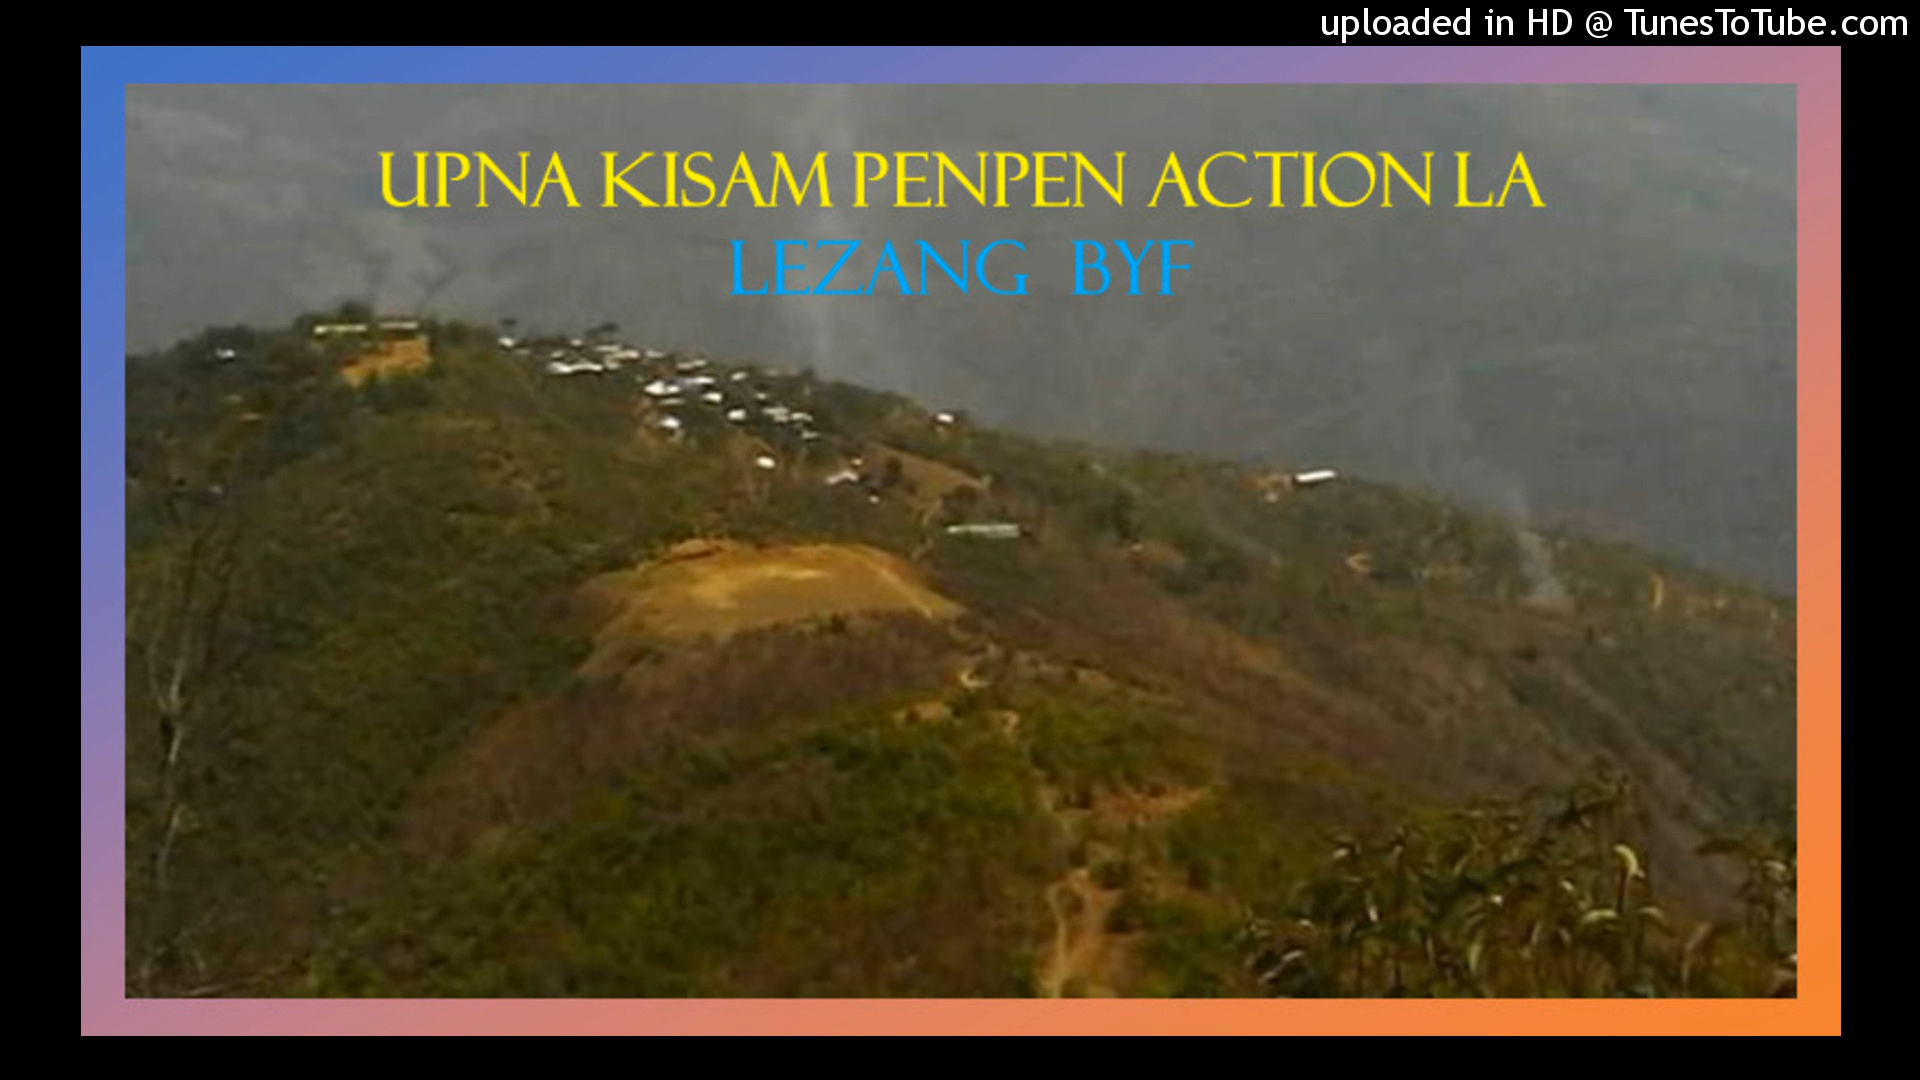 uploaded in HD @ TunesToTube.com
UPNA KISAM PENPEN ACTION LA
LEZANG BYF